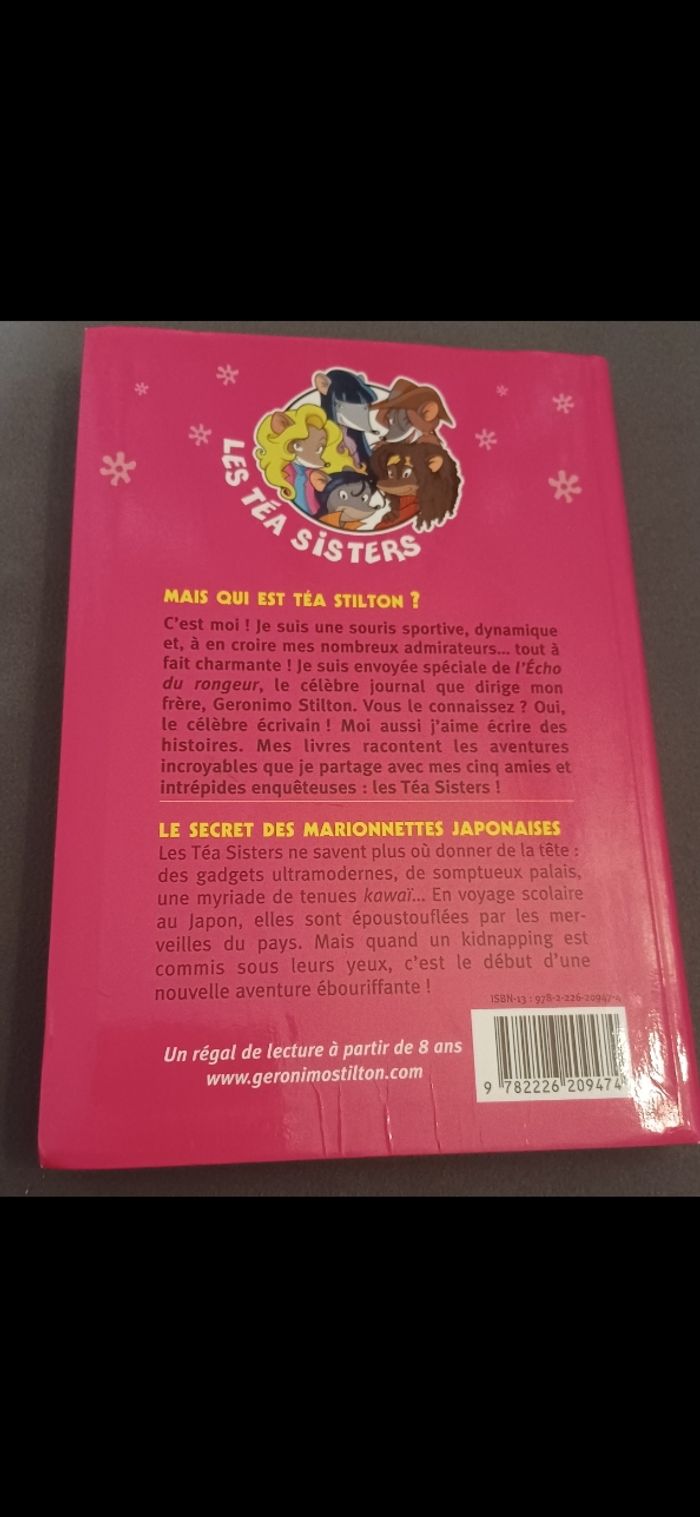 LES TÉA SISTERS
MAIS QUI EST TÉA STILTON ?
C'est moi ! Je suis une souris sportive, dynamique
et, à en croire mes nombreux admirateurs... tout à
fait charmante ! Je suis envoyée spéciale de l'Écho
du rongeur, le célèbre journal que dirige mon
frère, Geronimo Stilton. Vous le connaissez ? Oui,
le célèbre écrivain ! Moi aussi j'aime écrire des
histoires. Mes livres racontent les aventures
incroyables que je partage avec mes cinq amies et
intrépides enquêteuses : les Téa Sisters !
LE SECRET DES MARIONNETTES JAPONAISES
Les Téa Sisters ne savent plus où donner de la tête :
des gadgets ultramodernes, de somptueux palais,
une myriade de tenues kawaï... En voyage scolaire
au Japon, elles sont époustouflées par les mer-
veilles du pays. Mais quand un kidnapping est
commis sous leurs yeux, c'est le début d'une
nouvelle aventure ébouriffante !
ISBN-13 : 978-2-226-20947-4
Un régal de lecture à partir de 8 ans
www.geronimostilton.com
9 782226 209474